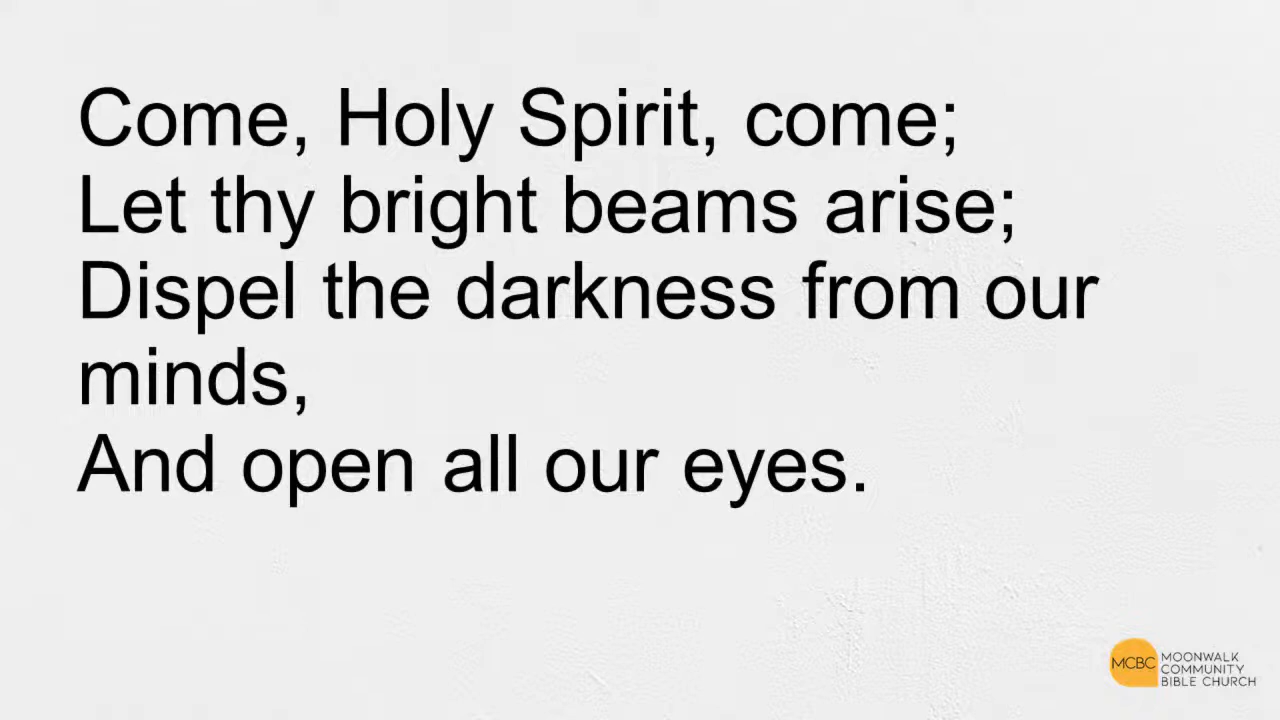 Come, Holy Spirit, come;
Let thy bright beams arise;
Dispel the darkness from our
minds,
And open all our eyes.
MCBC
MOONWALK
COMMUNITY
BIBLE CHURCH